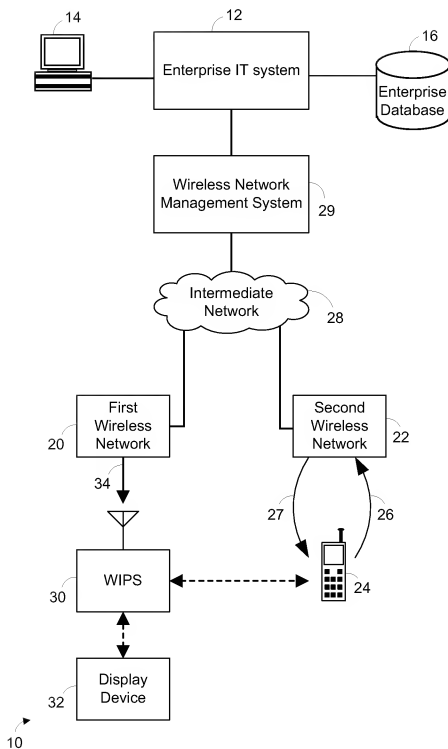 14
12
16
Enterprise IT system
Enterprise
Database
Wireless Network
Management System
29
Intermediate
Network
28
First
Wireless
Network
20
Second
Wireless
Network
22
34
27
26
WIPS
30
24
Display
Device
32
10